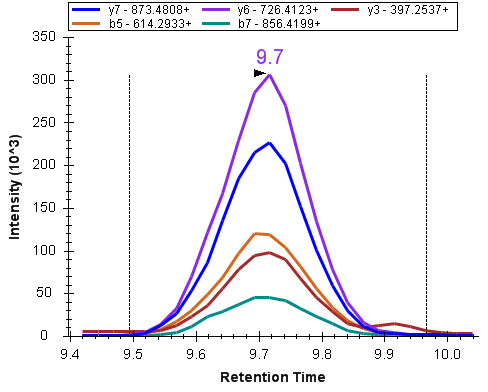 y7 - 873.4808+ y6 - 726.4123+ y3 - 397.2537+
b5 - 614.2933+ b7 - 856.4199+
9.7
350
300
250
200
150
100
50
0
Intensity (10^3)
9.4 9.5 9.6 9.7 9.8 9.9 10.0
Retention Time